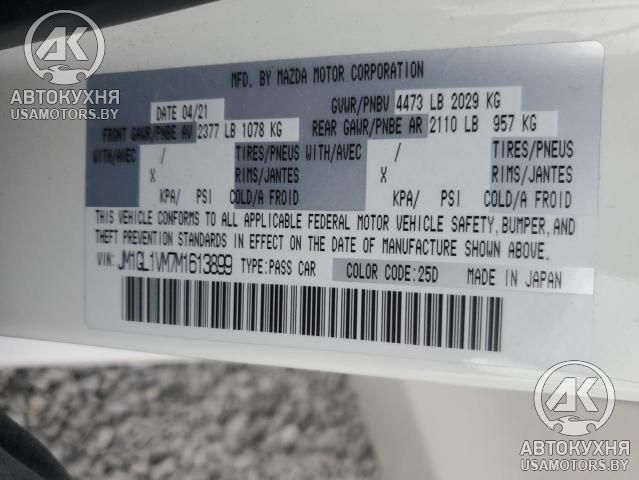 AK
АВТОКУХНЯ
USAMOTORS.BY
MFD. BY MAZDA MOTOR CORPORATION
DATE 04/21 GVWR/PNBV 4473 LB 2029 KG
FRONT GAWR/PNBE AV 2377 LB 1078 KG REAR GAWR/PNBE AR 2110 LB 957 KG
WITH/AVEC / TIRES/PNEUS WITH/AVEC / TIRES/PNEUS
X RIMS/JANTES X RIMS/JANTES
KPA/ PSI COLD/A FROID KPA/ PSI COLD/A FROID
THIS VEHICLE CONFORMS TO ALL APPLICABLE FEDERAL MOTOR VEHICLE SAFETY, BUMPER, AND
THEFT PREVENTION STANDARDS IN EFFECT ON THE DATE OF MANUFACTURE SHOWN ABOVE.
VIN: JM1GL1VM7M1613899 TYPE:PASS CAR COLOR CODE:25D MADE IN JAPAN
AK
АВТОКУХНЯ
USAMOTORS.BY